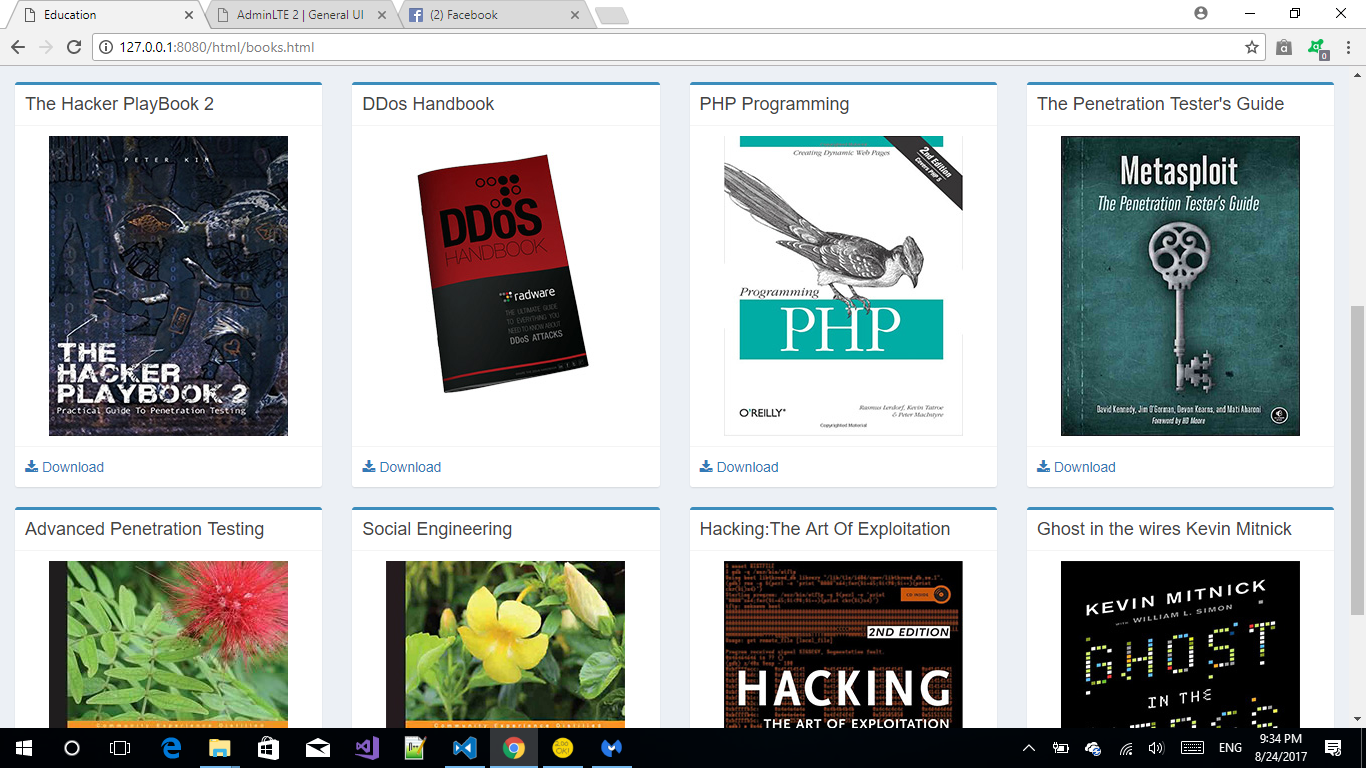 Education
AdminLTE 2 | General UI
(2) Facebook
127.0.0.1:8080/html/books.html
0
The Hacker PlayBook 2
DDos Handbook
PHP Programming
The Penetration Tester's Guide
PETER KIM
THE
HACKER
PLAYBOOK 2
Practical Guide To Penetration Testing
DDoS
HANDBOOK
radware
THE ULTIMATE GUIDE
TO EVERYTHING YOU
NEED TO KNOW ABOUT
DDoS ATTACKS
Creating Dynamic Web Pages
2nd Edition
Covers PHP 5
Programming
PHP
O'REILLY®
Rasmus Lerdorf, Kevin Tatroe
& Peter MacIntyre
Copyrighted Material
Metasploit
The Penetration Tester's Guide
David Kennedy, Jim O'Gorman, Devon Kearns, and Mati Aharoni
Foreword by HD Moore
Download
Download
Download
Download
Advanced Penetration Testing
Social Engineering
Hacking:The Art Of Exploitation
Ghost in the wires Kevin Mitnick
Community Experience Distilled
Community Experience Distilled
2ND EDITION
HACKING
THE ART OF EXPLOITATION
KEVIN MITNICK
WITH WILLIAM L. SIMON
GHOST
IN THE
ENG
9:34 PM
8/24/2017